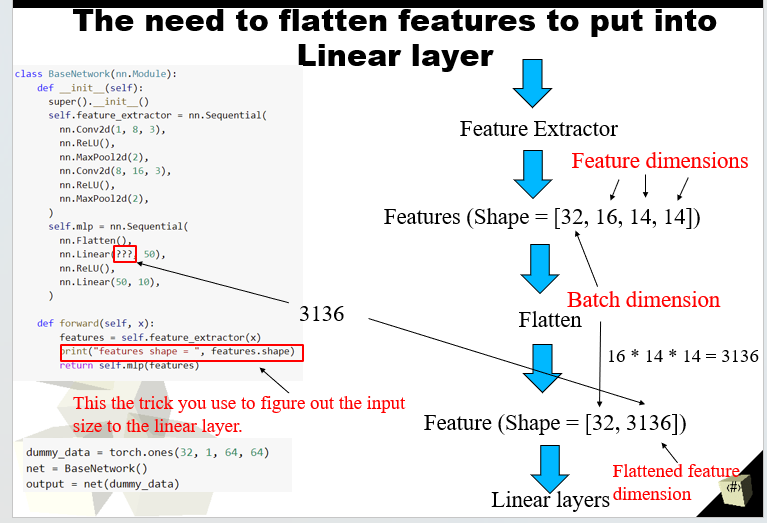 The need to flatten features to put into
Linear layer
class BaseNetwork(nn.Module):
def __init__(self):
super().__init__()
self.feature_extractor = nn.Sequential(
nn.Conv2d(1, 8, 3),
nn.ReLU(),
nn.MaxPool2d(2),
nn.Conv2d(8, 16, 3),
nn.ReLU(),
nn.MaxPool2d(2),
)
self.mlp = nn.Sequential(
nn.Flatten(),
nn.Linear(???, 50),
nn.ReLU(),
nn.Linear(50, 10),
)
def forward(self, x):
features = self.feature_extractor(x)
print("features shape = ", features.shape)
return self.mlp(features)
This the trick you use to figure out the input
size to the linear layer.
dummy_data = torch.ones(32, 1, 64, 64)
net = BaseNetwork()
output = net(dummy_data)
3136
Feature Extractor
Feature dimensions
Features (Shape = [32, 16, 14, 14])
Batch dimension
Flatten
16 * 14 * 14 = 3136
Feature (Shape = [32, 3136])
Flattened feature
dimension
Linear layers
(#)